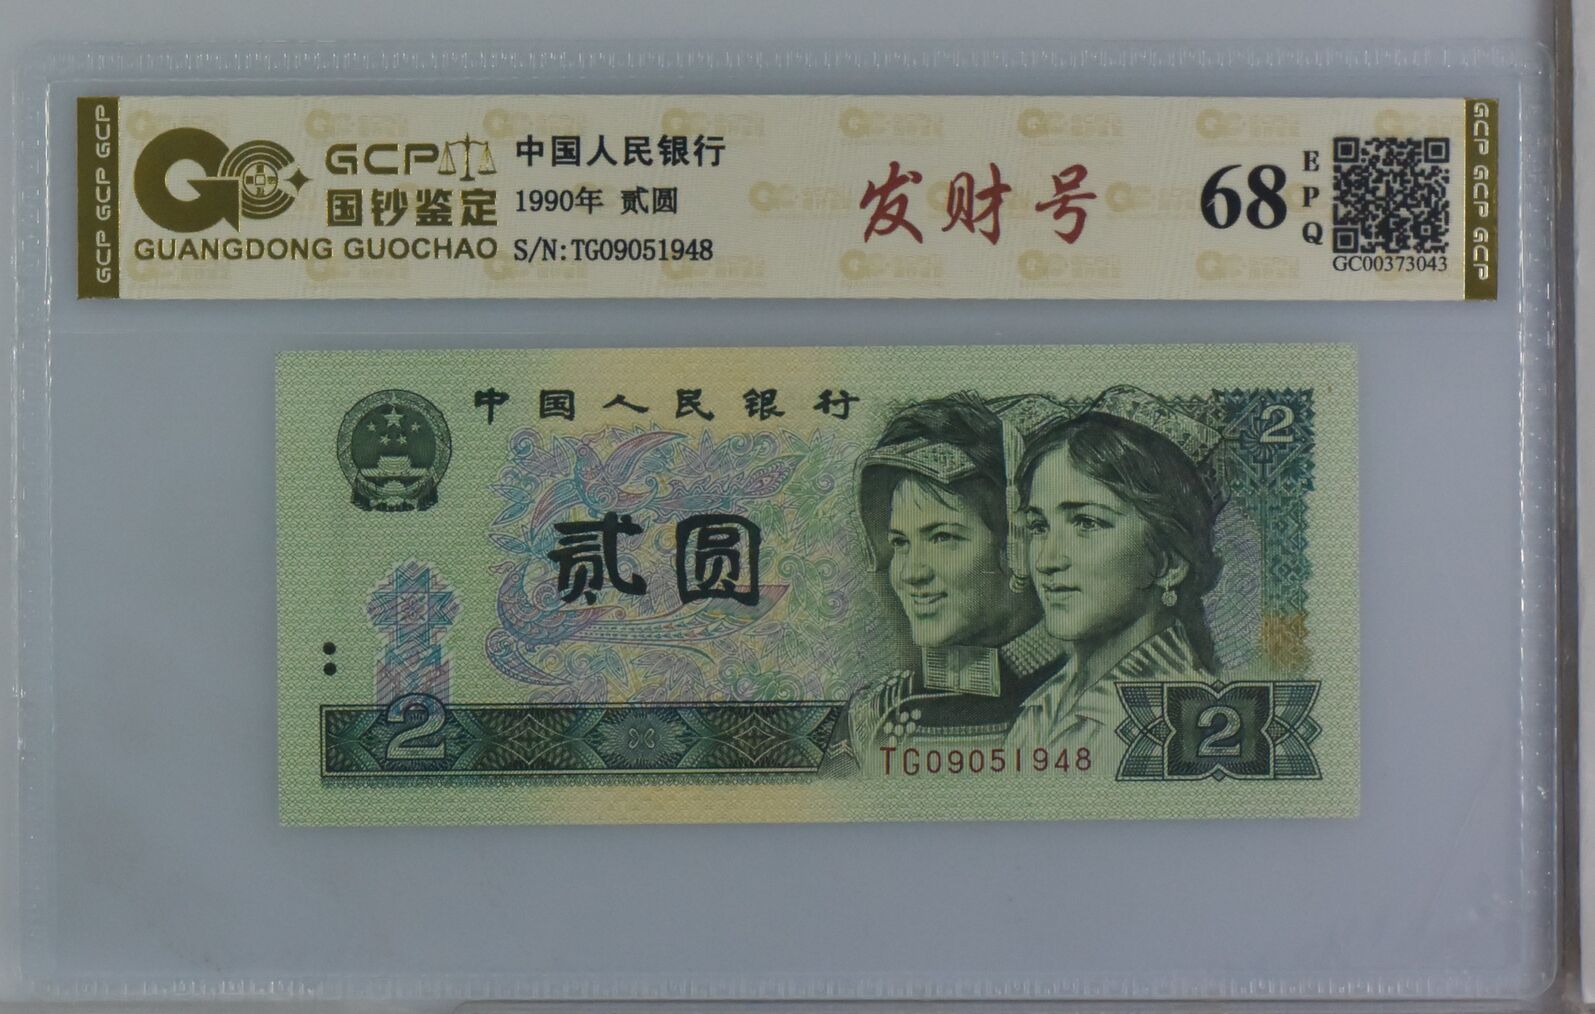 GCP GCP GCP
GCP
国钞鉴定
GUANGDONG GUOCHAO
中国人民银行
1990年 贰圆
S/N:TG09051948
发财号
68
EPQ
GC00373043
GCP GCP GCP
中国人民银行
2
贰圆
2
TG09051948
2